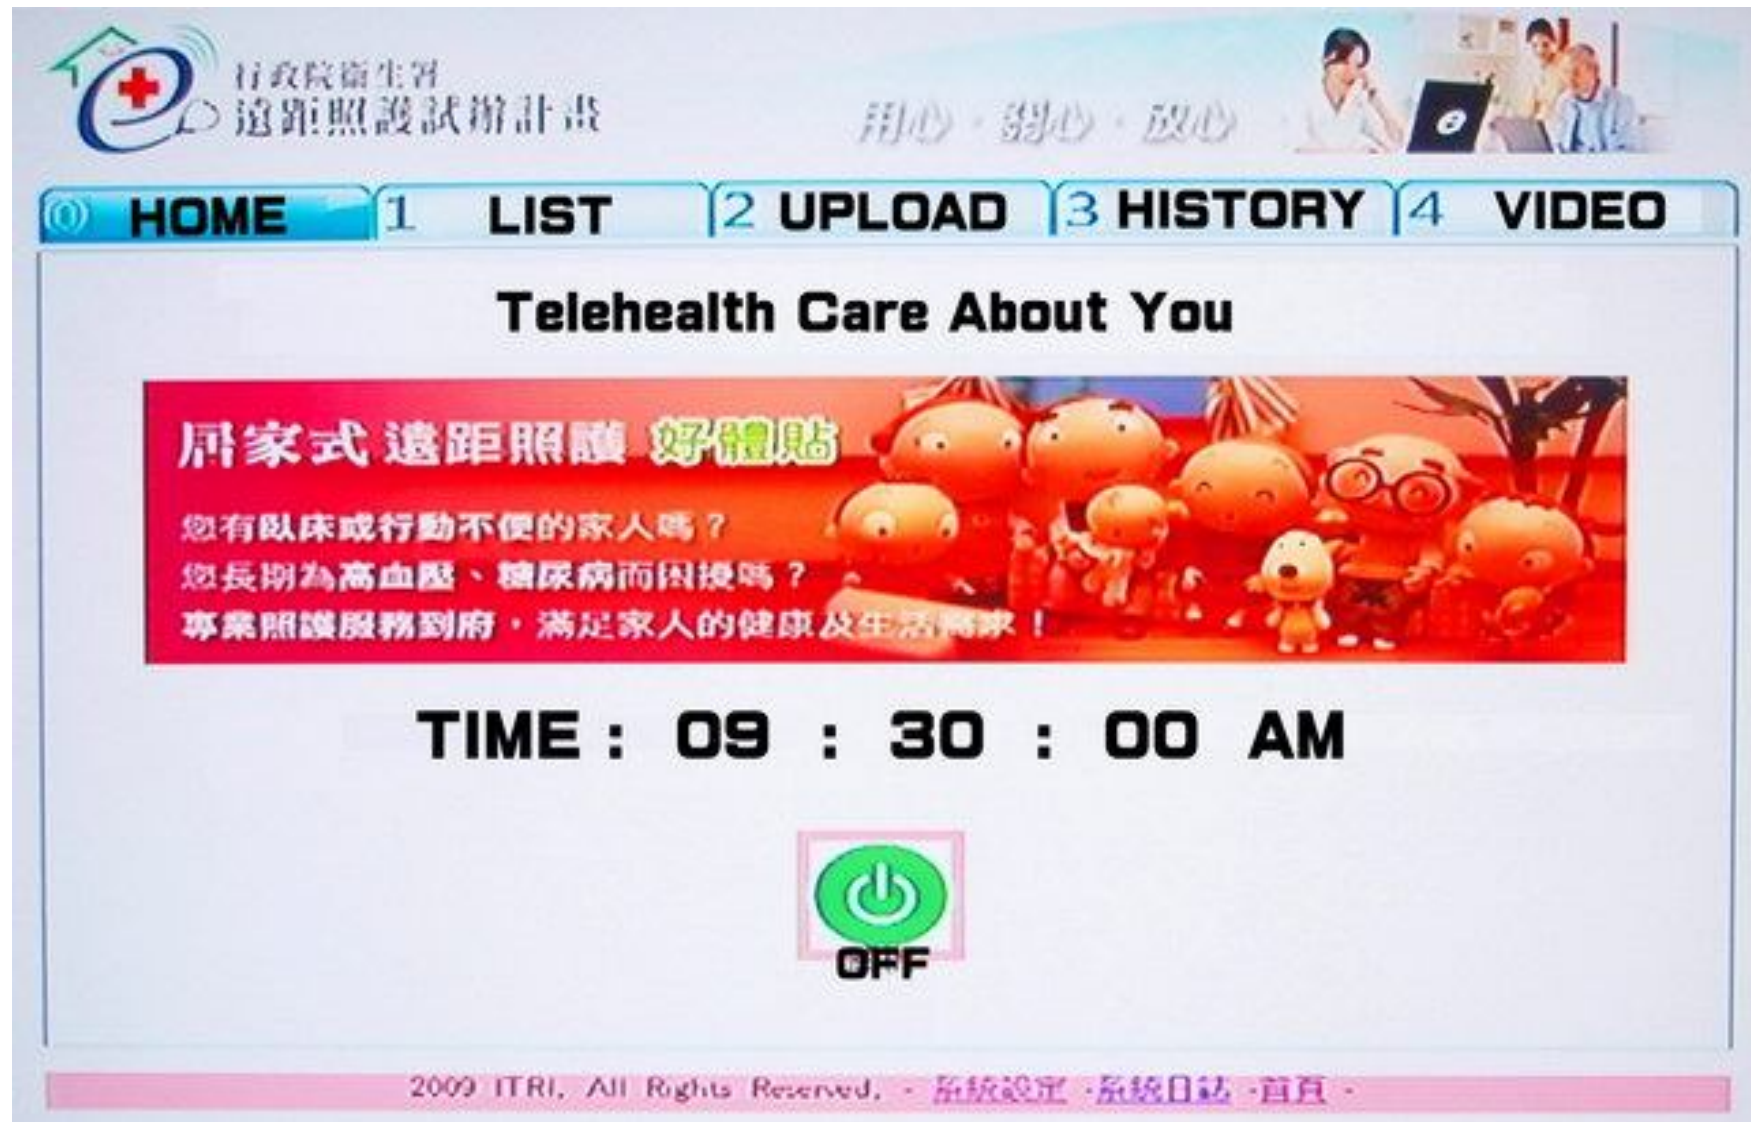 行政院衛生署
遠距照護試辦計畫
用心・關心・放心
0 HOME 1 LIST 2 UPLOAD 3 HISTORY 4 VIDEO
Telehealth Care About You
居家式 遠距照護 好體貼
您有臥床或行動不便的家人嗎？
您長期為高血壓、糖尿病而困擾嗎？
專業照護服務到府，滿足家人的健康及生活需求！
TIME : 09 : 30 : 00 AM
OFF
2009 ITRI, All Rights Reserved. - 系統設定 -系統日誌 -首頁 -